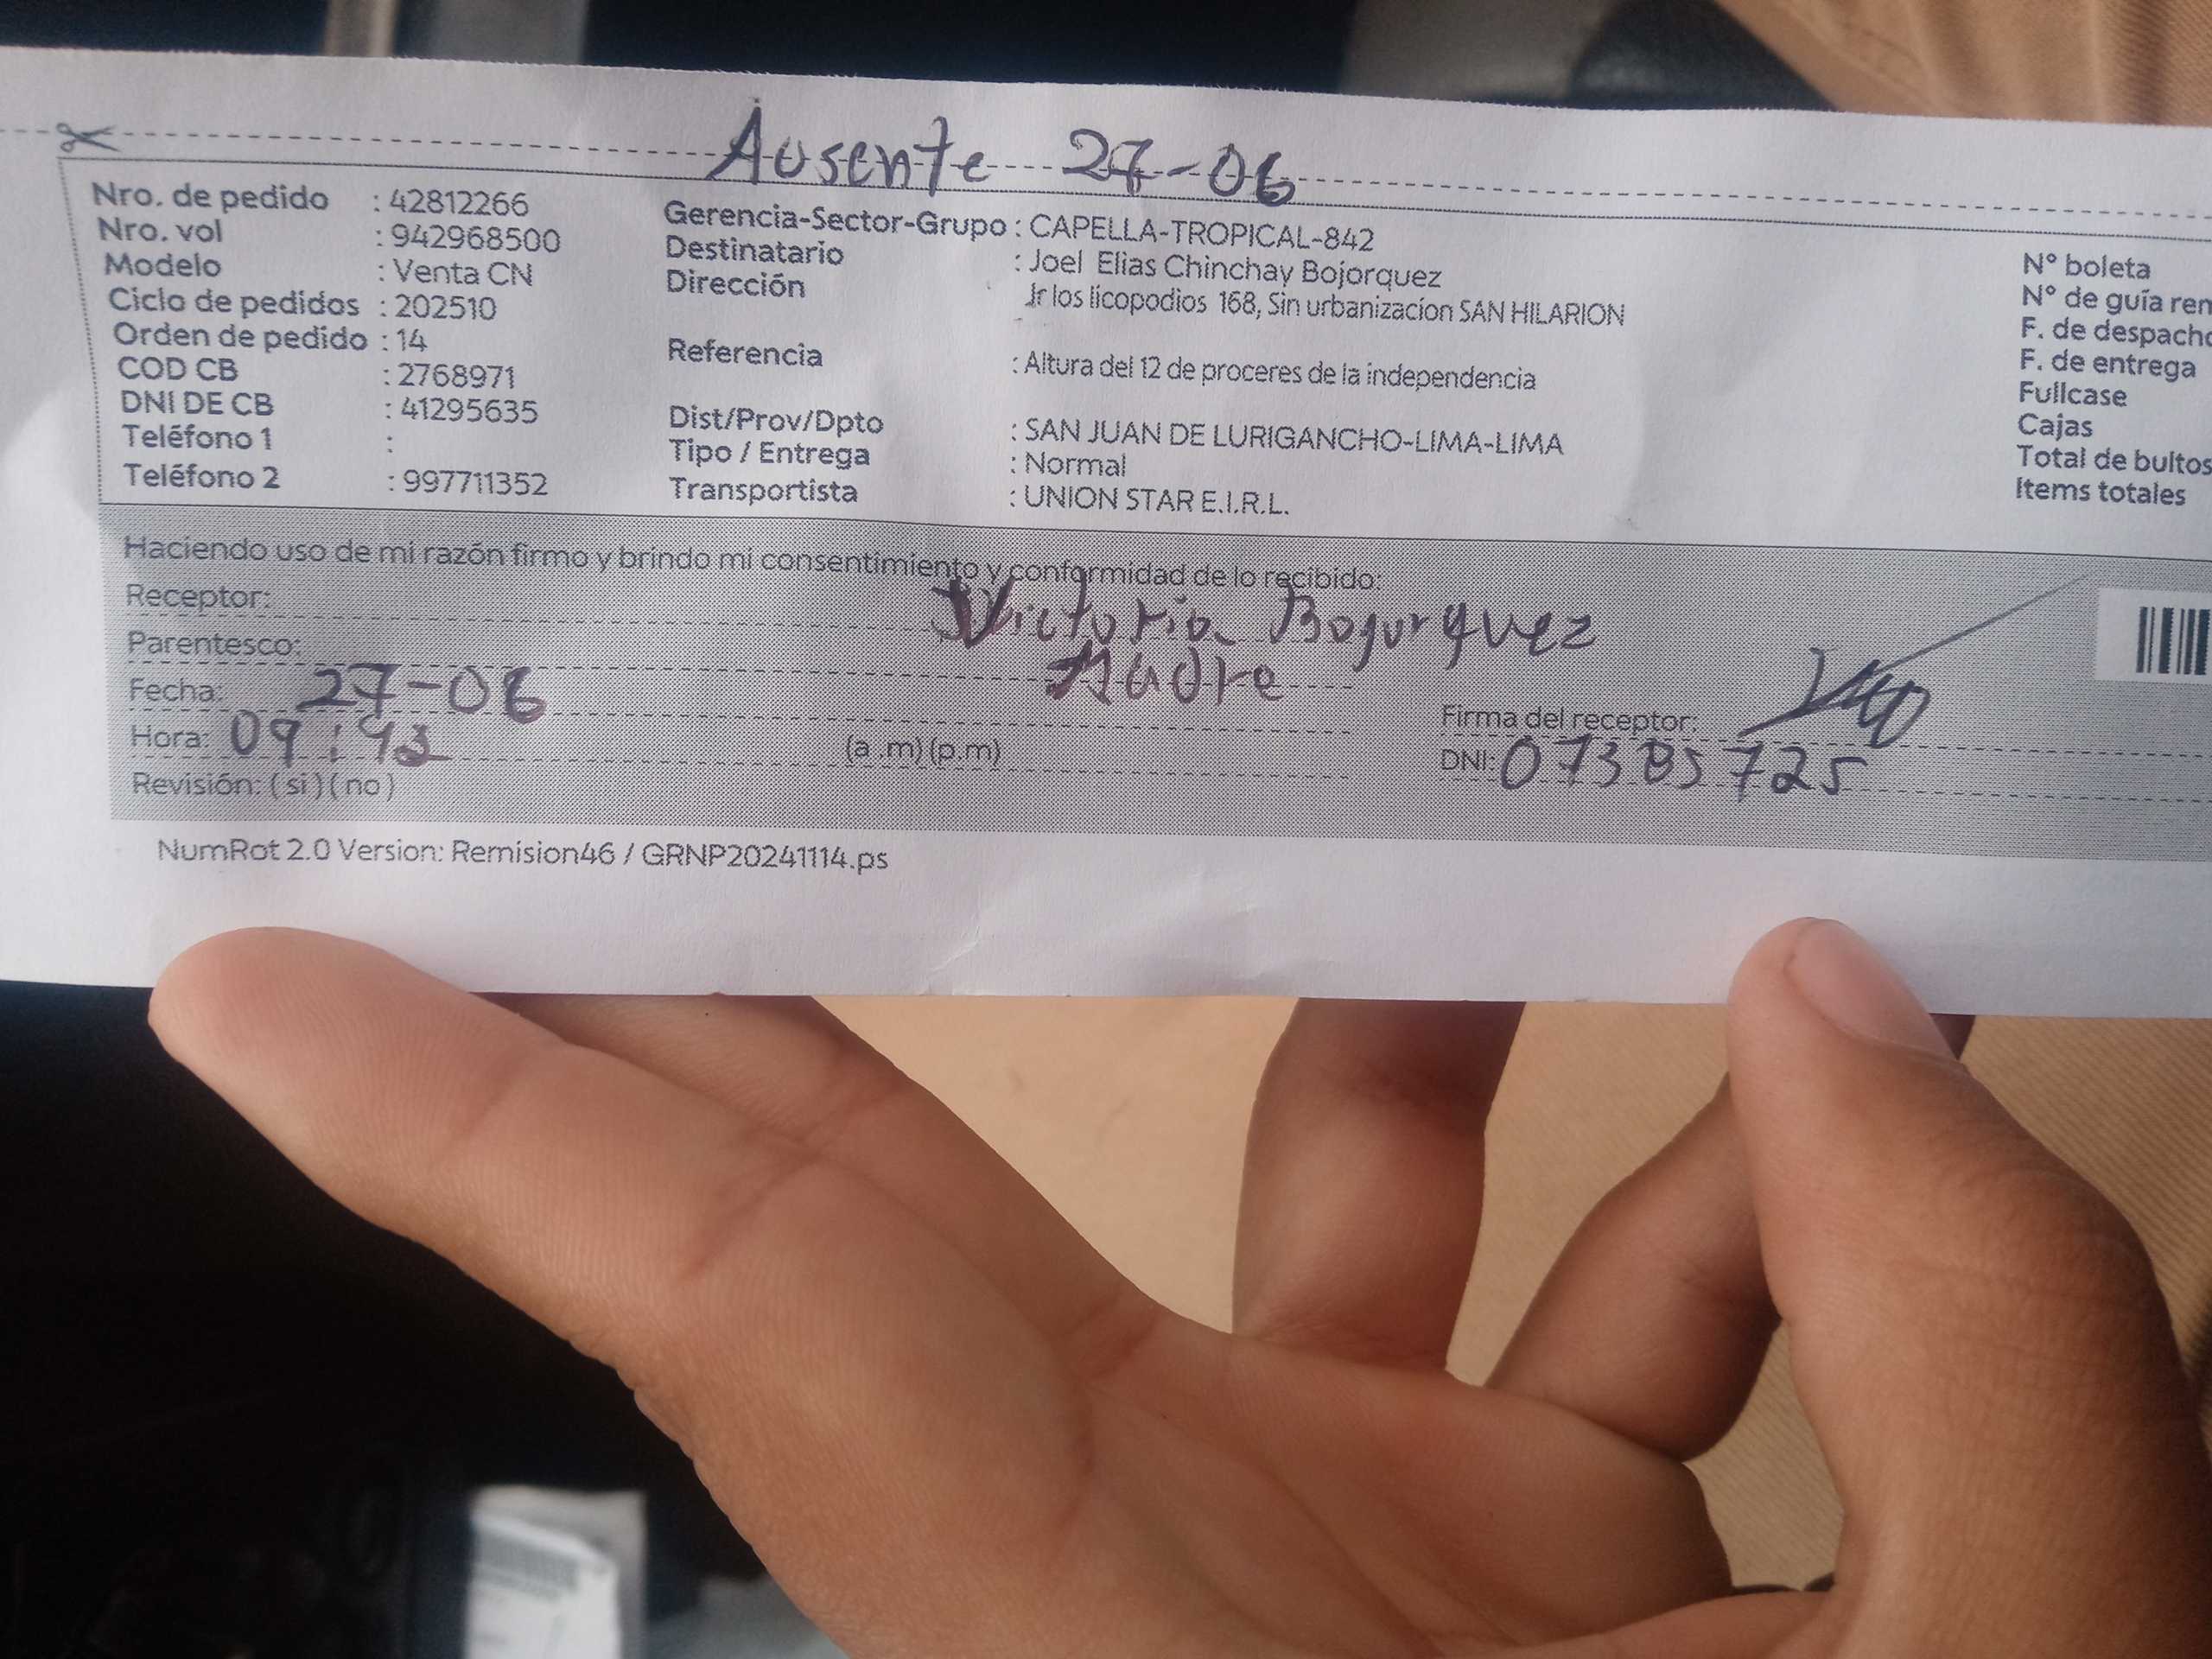 Ausente 27-06
Nro. de pedido : 42812266
Nro. vol : 942968500
Modelo : Venta CN
Ciclo de pedidos : 202510
Orden de pedido : 14
COD CB : 2768971
DNI DE CB : 41295635
Teléfono 1 :
Teléfono 2 : 997711352
Gerencia-Sector-Grupo : CAPELLA-TROPICAL-842
Destinatario : Joel Elias Chinchay Bojorquez
Dirección Jr los licopodios 168, Sin urbanizacíon SAN HILARION
Referencia : Altura del 12 de proceres de la independencia
Dist/Prov/Dpto : SAN JUAN DE LURIGANCHO-LIMA-LIMA
Tipo / Entrega : Normal
Transportista : UNION STAR E.I.R.L.
N° boleta
N° de guía rem
F. de despacho
F. de entrega
Fullcase
Cajas
Total de bultos
Items totales
Haciendo uso de mi razón firmo y brindo mi consentimiento y conformidad de lo recibido:
Receptor: Victoria Bogurquez
Parentesco: Madre
Fecha: 27-06
Hora: 09:43 (a .m) (p.m)
Revisión: (si) (no)
Firma del receptor:
DNI: 07385725
NumRot 2.0 Version: Remision46 / GRNP20241114.ps